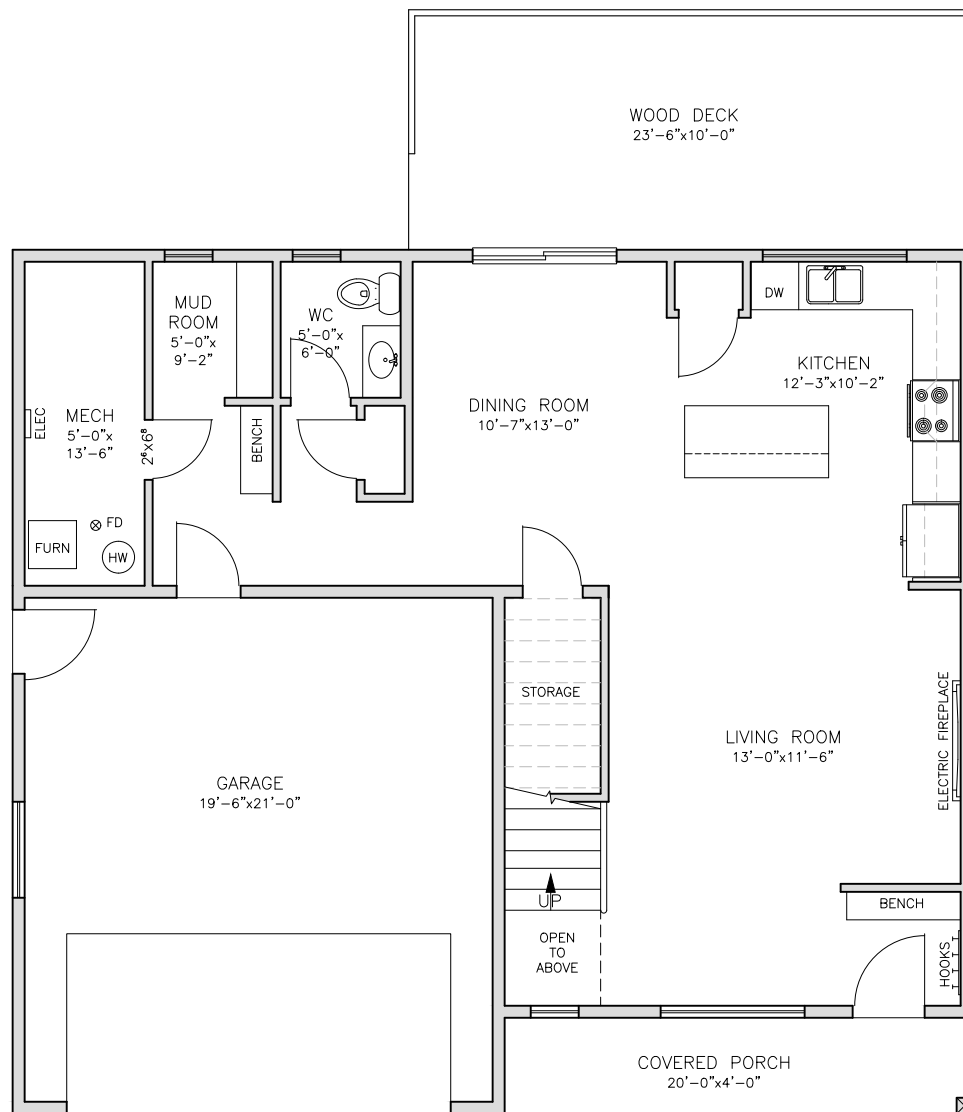 WOOD DECK
23'-6"x10'-0"
MUD
ROOM
5'-0"x
9'-2"
WC
5'-0"x
6'-0"
DW
KITCHEN
12'-3"x10'-2"
DINING ROOM
10'-7"x13'-0"
ELEC
MECH
5'-0"x
13'-6"
2⁶x6⁸
BENCH
FD
FURN
HW
STORAGE
LIVING ROOM
13'-0"x11'-6"
ELECTRIC FIREPLACE
GARAGE
19'-6"x21'-0"
UP
BENCH
OPEN
TO
ABOVE
HOOKS
COVERED PORCH
20'-0"x4'-0"